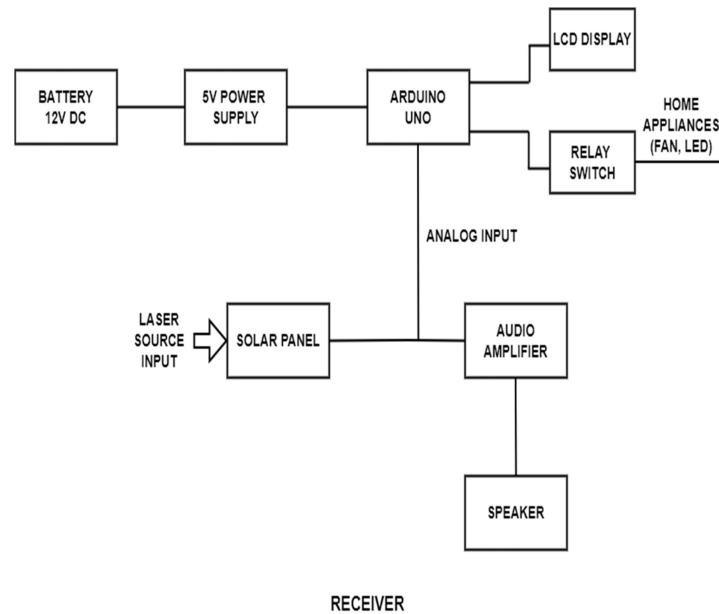 LCD DISPLAY
BATTERY
12V DC
5V POWER
SUPPLY
ARDUINO
UNO
HOME
APPLIANCES
(FAN, LED)
RELAY
SWITCH
ANALOG INPUT
LASER
SOURCE
INPUT
SOLAR PANEL
AUDIO
AMPLIFIER
SPEAKER
RECEIVER